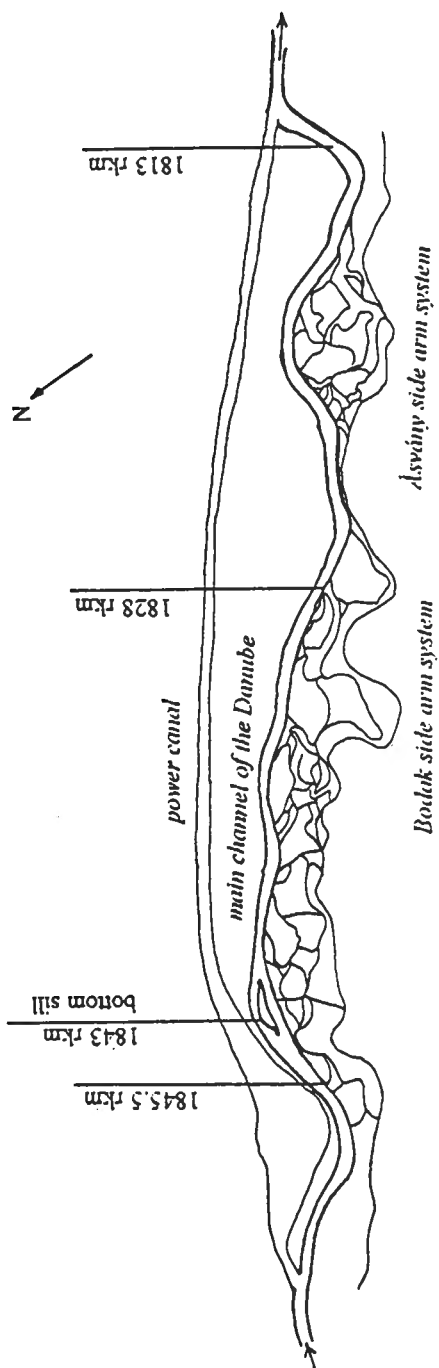 N
1845.5 rkm
1843 rkm
bottom sill
1828 rkm
1813 rkm
power canal
main channel of the Danube
Bodak side arm system
Ásvány side arm system